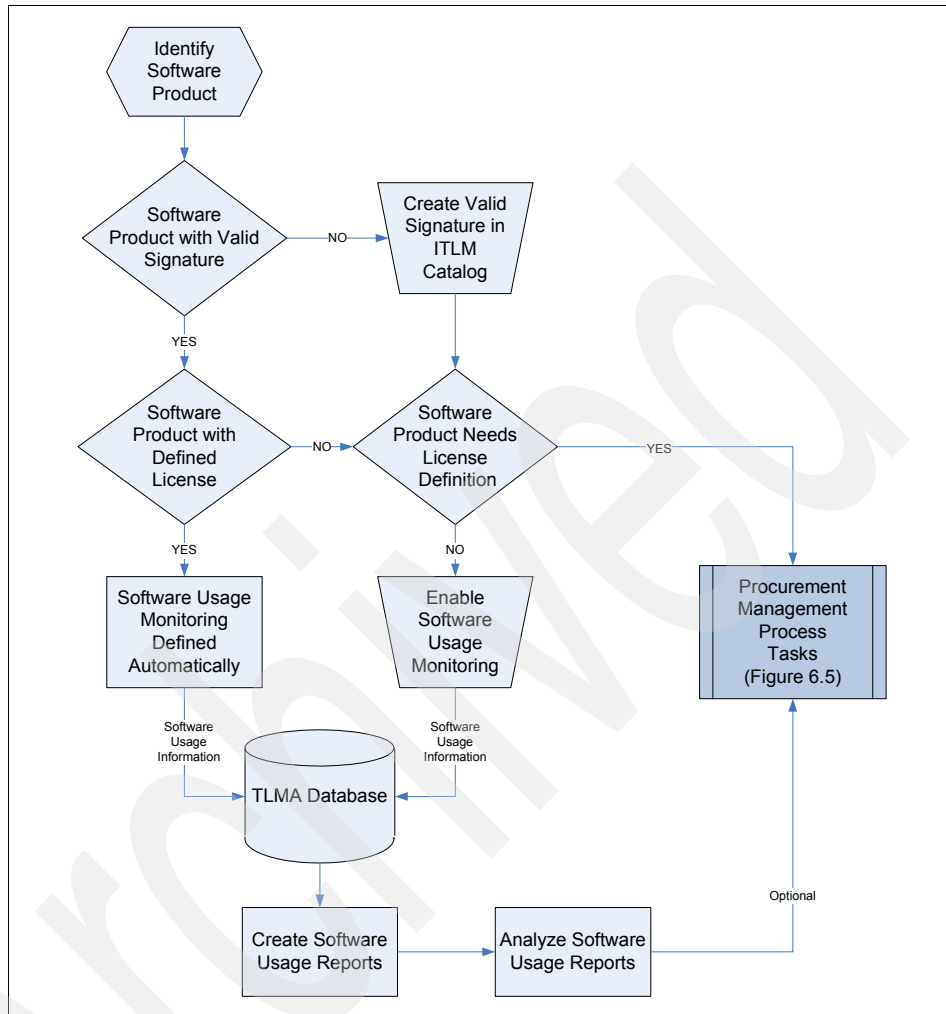 Identify
Software
Product
Software
Product with Valid
Signature
NO
Create Valid
Signature in
ITLM
Catalog
YES
Software
Product with
Defined
License
NO
Software
Product Needs
License
Definition
YES
YES
NO
Software Usage
Monitoring
Defined
Automatically
Enable
Software
Usage
Monitoring
Procurement
Management
Process
Tasks
(Figure 6.5)
Software
Usage
Information
Software
Usage
Information
TLMA Database
Optional
Create Software
Usage Reports
Analyze Software
Usage Reports
Archived